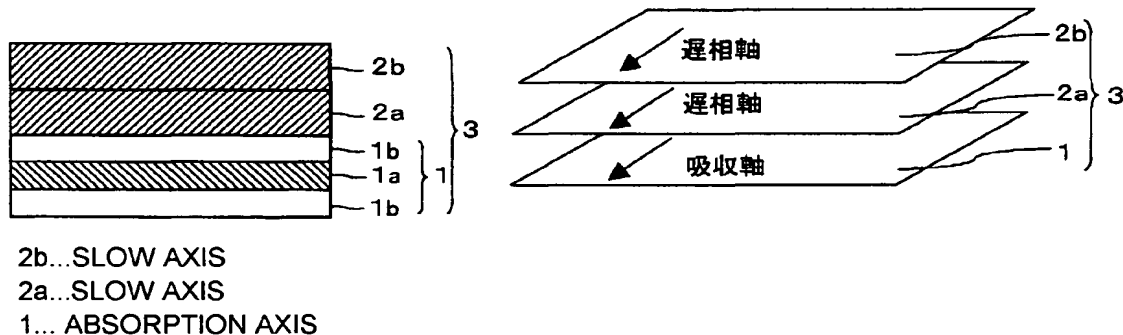 2b
2a
1b
1a
1b
1
3
遅相軸
2b
遅相軸
2a
3
吸収軸
1
2b...SLOW AXIS
2a...SLOW AXIS
1... ABSORPTION AXIS